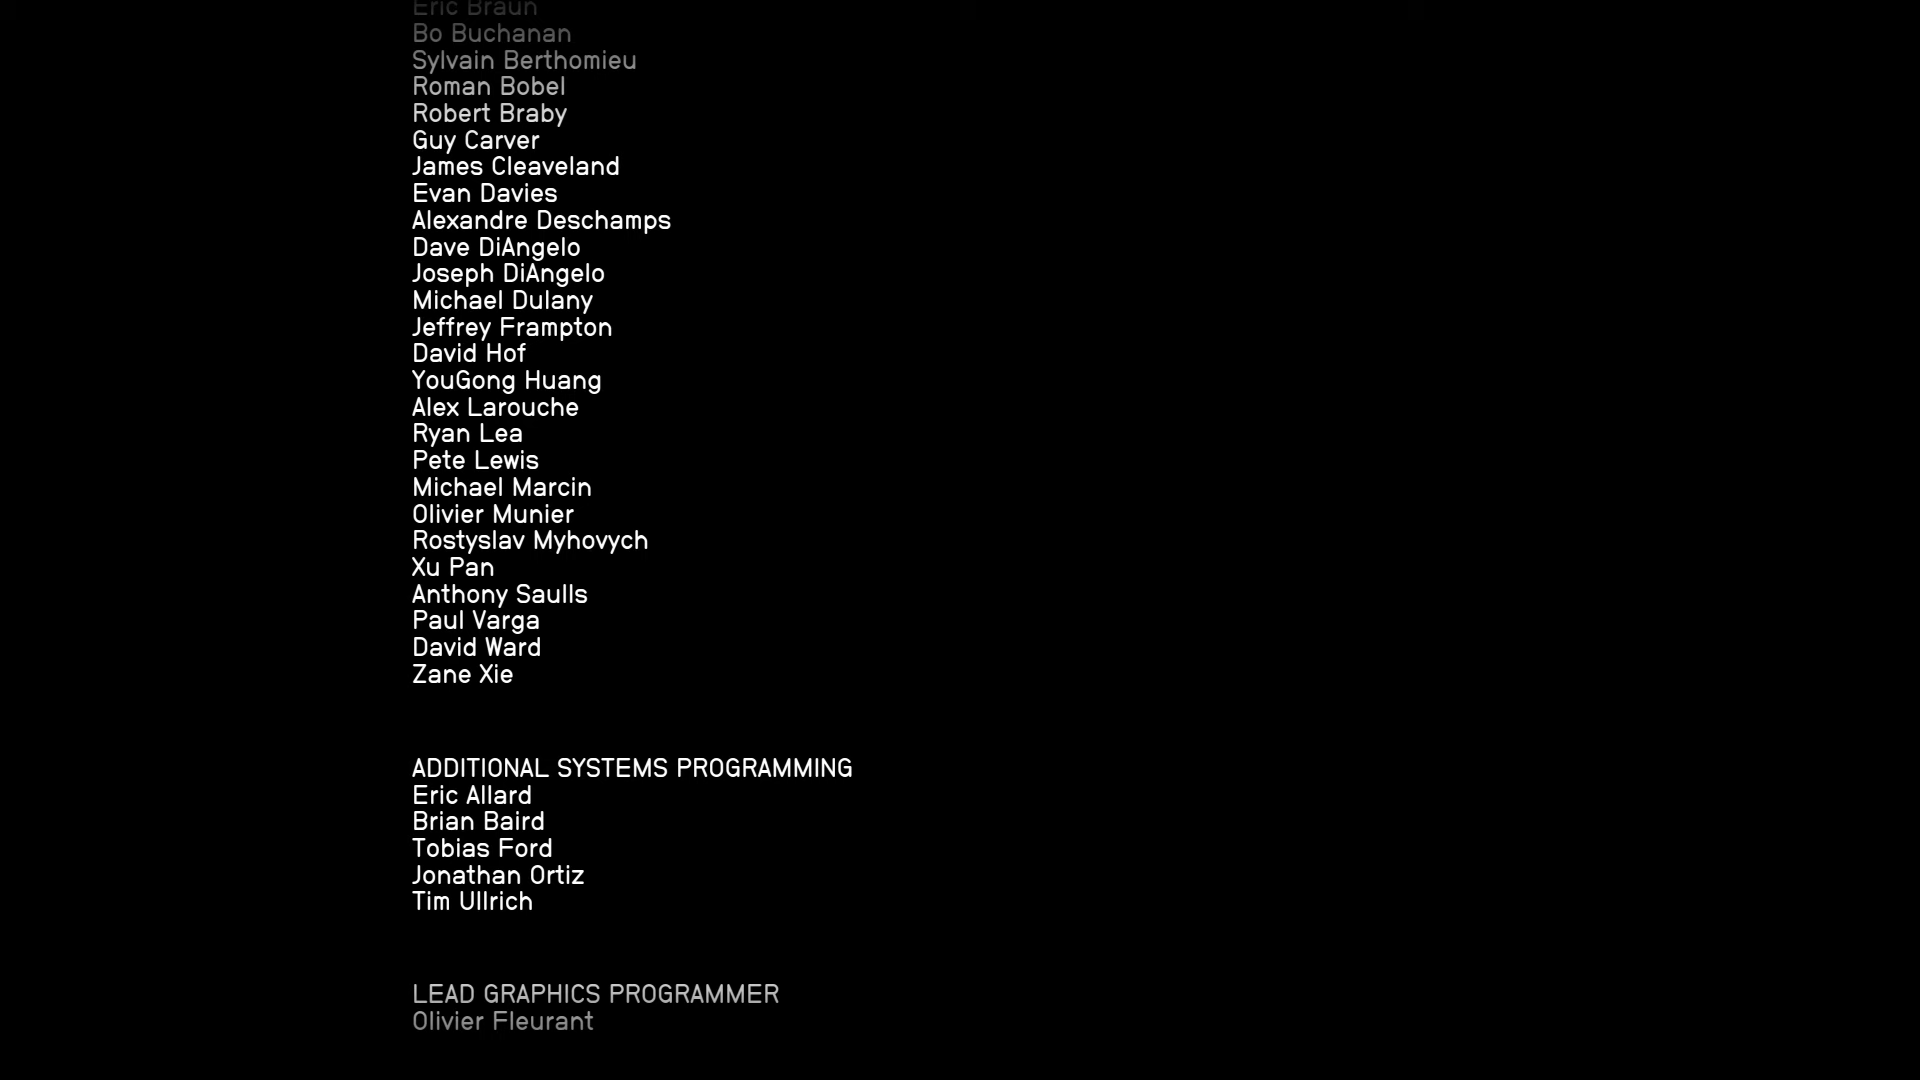 Eric Braun
Bo Buchanan
Sylvain Berthomieu
Roman Bobel
Robert Braby
Guy Carver
James Cleaveland
Evan Davies
Alexandre Deschamps
Dave DiAngelo
Joseph DiAngelo
Michael Dulany
Jeffrey Frampton
David Hof
YouGong Huang
Alex Larouche
Ryan Lea
Pete Lewis
Michael Marcin
Olivier Munier
Rostyslav Myhovych
Xu Pan
Anthony Saulls
Paul Varga
David Ward
Zane Xie
ADDITIONAL SYSTEMS PROGRAMMING
Eric Allard
Brian Baird
Tobias Ford
Jonathan Ortiz
Tim Ullrich
LEAD GRAPHICS PROGRAMMER
Olivier Fleurant